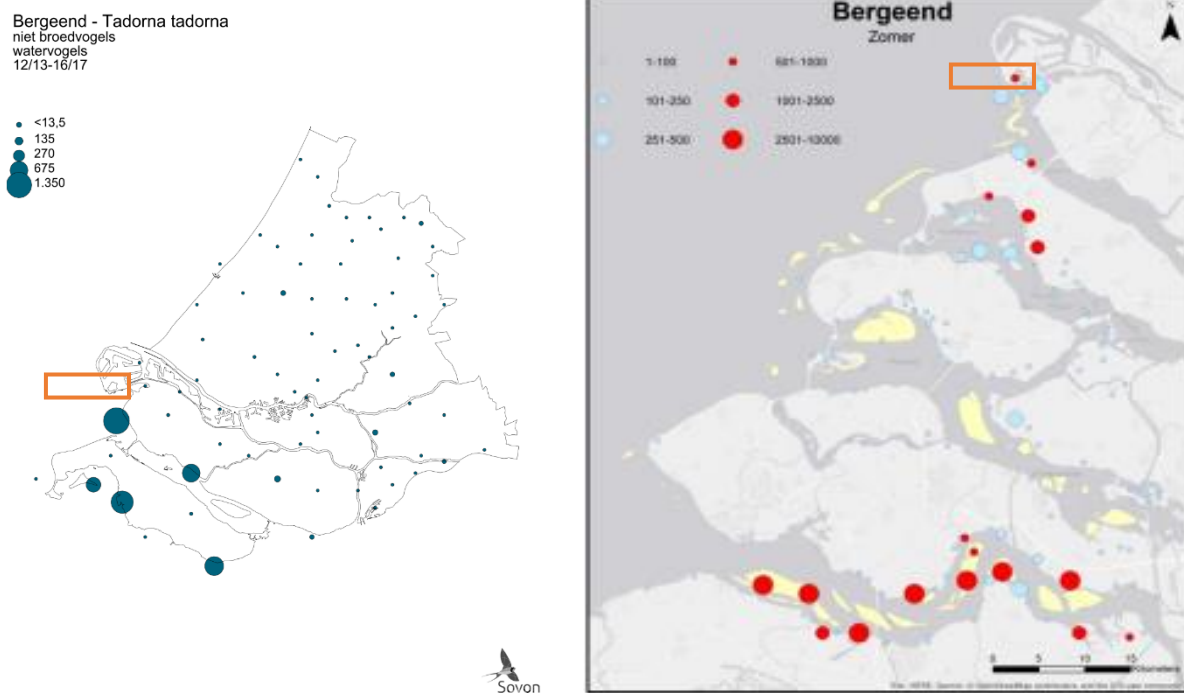 Bergeend - Tadorna tadorna
niet broedvogels
watervogels
12/13-16/17
<13,5
135
270
675
1.350
Sovon
Bergeend
Zomer
N
1-100
501-1000
101-250
1001-2500
251-500
2501-10000
0 5 10 15
Kilometers